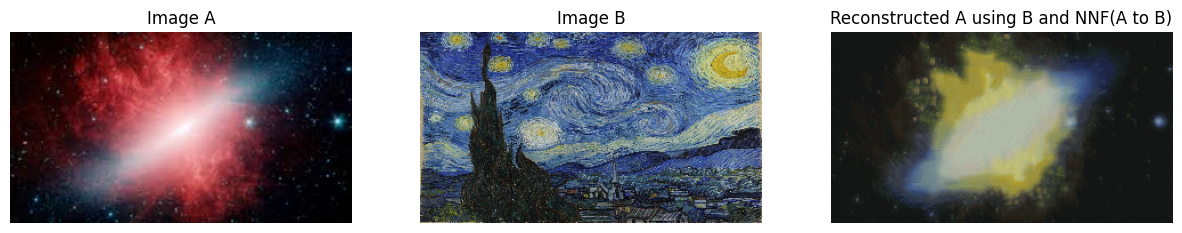 Image A
Image B
Reconstructed A using B and NNF(A to B)